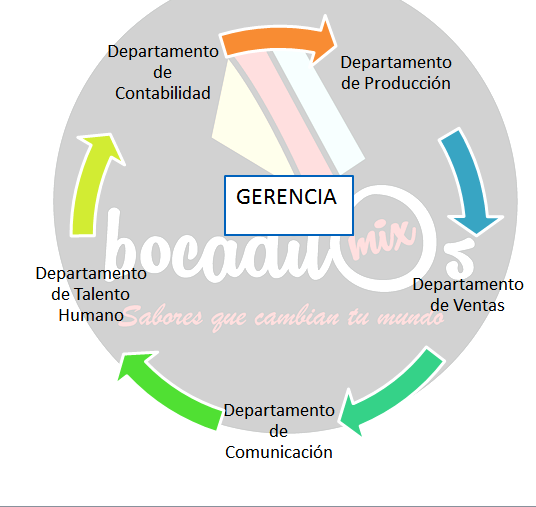 Departamento
de
Contabilidad
Departamento
de Producción
GERENCIA
bocadillos
mix
Departamento
de Talento
Humano
Departamento
de Ventas
Sabores que cambian tu mundo
Departamento
de
Comunicación